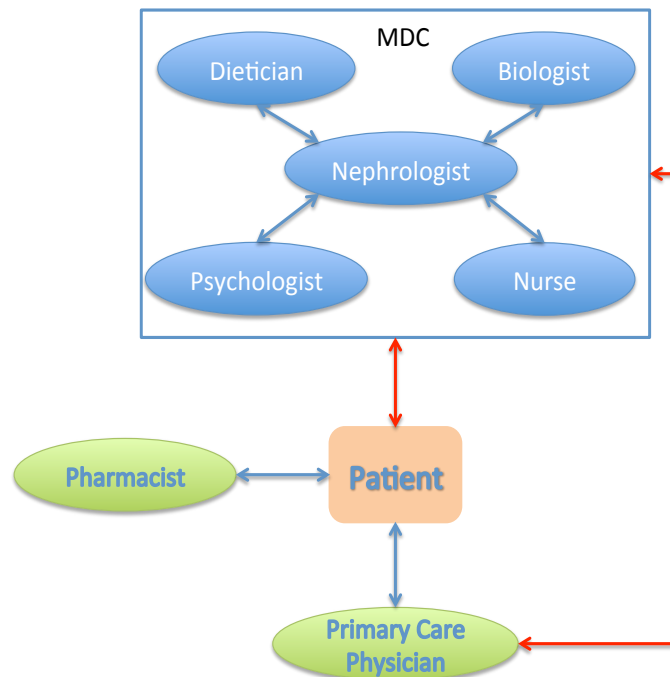 MDC
Dietician
Biologist
Nephrologist
Psychologist
Nurse
Pharmacist
Patient
Primary Care
Physician